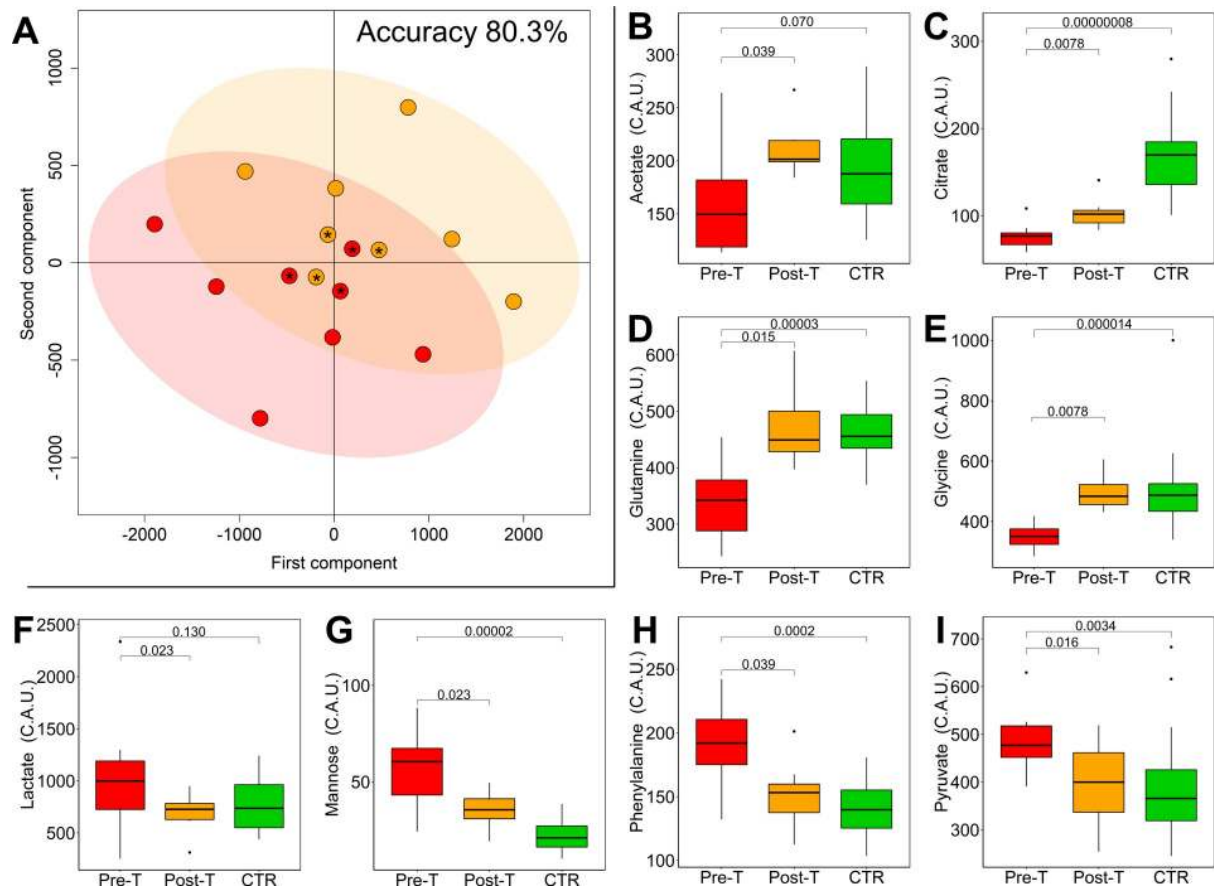 A
Accuracy 80.3%
1000
500
0
-500
-1000
Second component
-2000 -1000 0 1000 2000
First component
* * * * * *
B
0.070
0.039
250
200
150
Acetate (C.A.U.)
Pre-T Post-T CTR
C
0.00000008
0.0078
300
200
100
Citrate (C.A.U.)
Pre-T Post-T CTR
D
0.00003
0.015
600
500
400
300
Glutamine (C.A.U.)
Pre-T Post-T CTR
E
0.000014
0.0078
1000
800
600
400
Glycine (C.A.U.)
Pre-T Post-T CTR
F
0.130
0.023
2500
2000
1500
1000
500
Lactate (C.A.U.)
Pre-T Post-T CTR
G
0.00002
0.023
100
50
Mannose (C.A.U.)
Pre-T Post-T CTR
H
0.0002
0.039
250
200
150
100
Phenylalanine (C.A.U.)
Pre-T Post-T CTR
I
0.0034
0.016
700
600
500
400
300
Pyruvate (C.A.U.)
Pre-T Post-T CTR